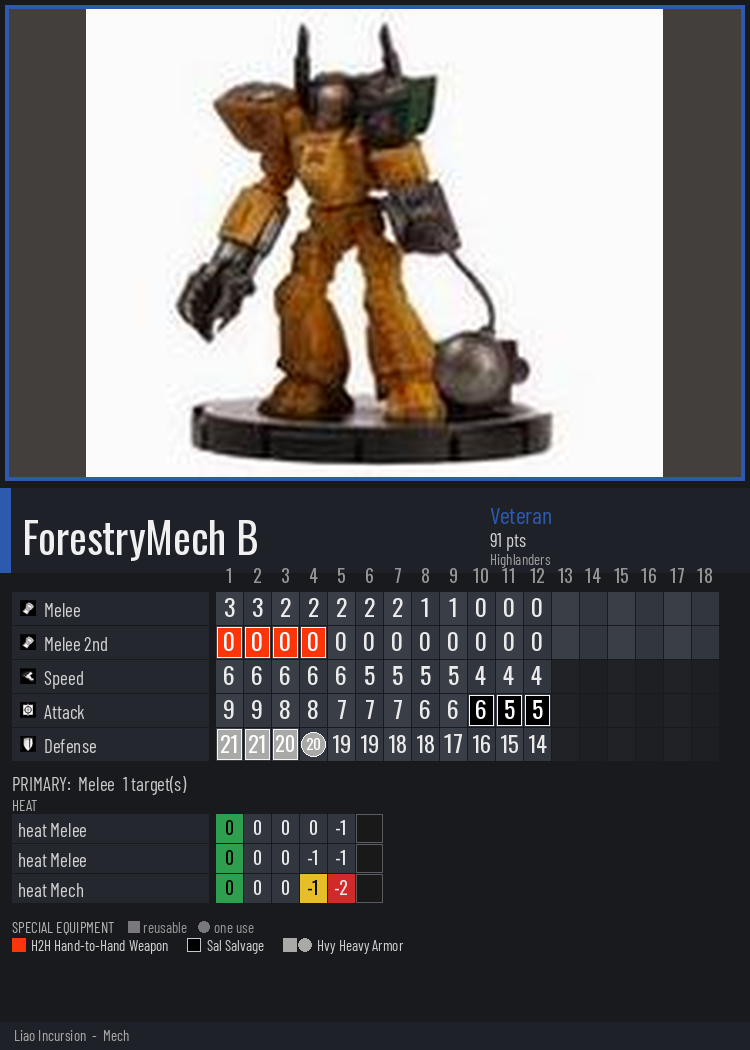 ForestryMech B
Veteran
91 pts
Highlanders
1 2 3 4 5 6 7 8 9 10 11 12 13 14 15 16 17 18
Melee 3 3 2 2 2 2 2 1 1 0 0 0
Melee 2nd 0 0 0 0 0 0 0 0 0 0 0 0
Speed 6 6 6 6 6 5 5 5 5 4 4 4
Attack 9 9 8 8 7 7 7 6 6 6 5 5
Defense 21 21 20 20 19 19 18 18 17 16 15 14
PRIMARY: Melee 1 target(s)
HEAT
heat Melee 0 0 0 0 -1
heat Melee 0 0 0 -1 -1
heat Mech 0 0 0 -1 -2
SPECIAL EQUIPMENT reusable one use
H2H Hand-to-Hand Weapon Sal Salvage Hvy Heavy Armor
Liao Incursion - Mech